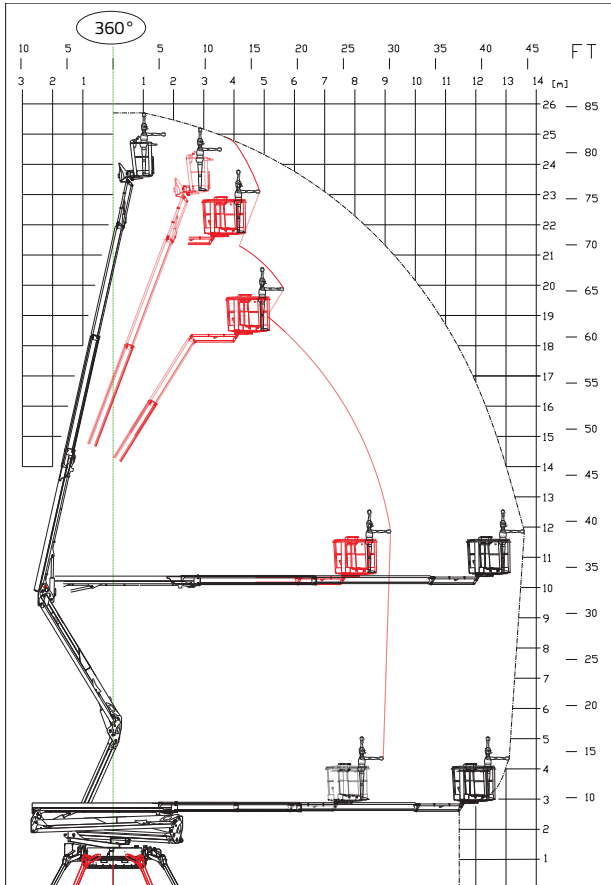 360°
10 5 5 10 15 20 25 30 35 40 45 FT
3 2 1 1 2 3 4 5 6 7 8 9 10 11 12 13 14 [m]
26 — 85
25
24 — 80
23 — 75
22
21 — 70
20 — 65
19
18 — 60
17 — 55
16
15 — 50
14 — 45
13
12 — 40
11 — 35
10
9 — 30
8 — 25
7
6 — 20
5 — 15
4
3 — 10
2
1